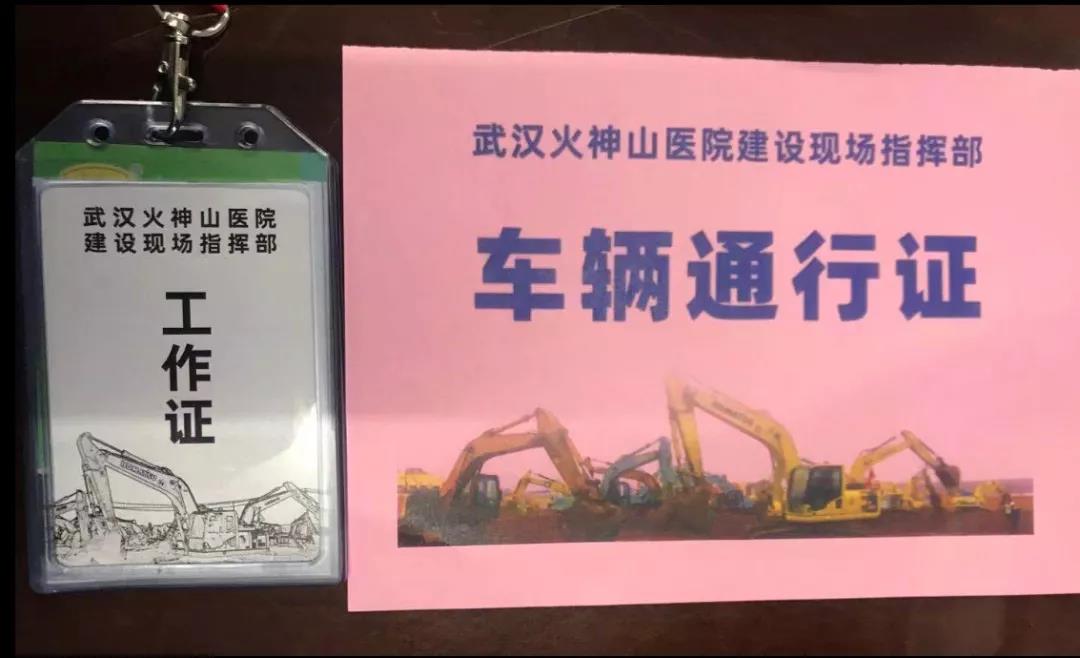 武汉火神山医院
建设现场指挥部
工
作
证
武汉火神山医院建设现场指挥部
车辆通行证
KOMATSU